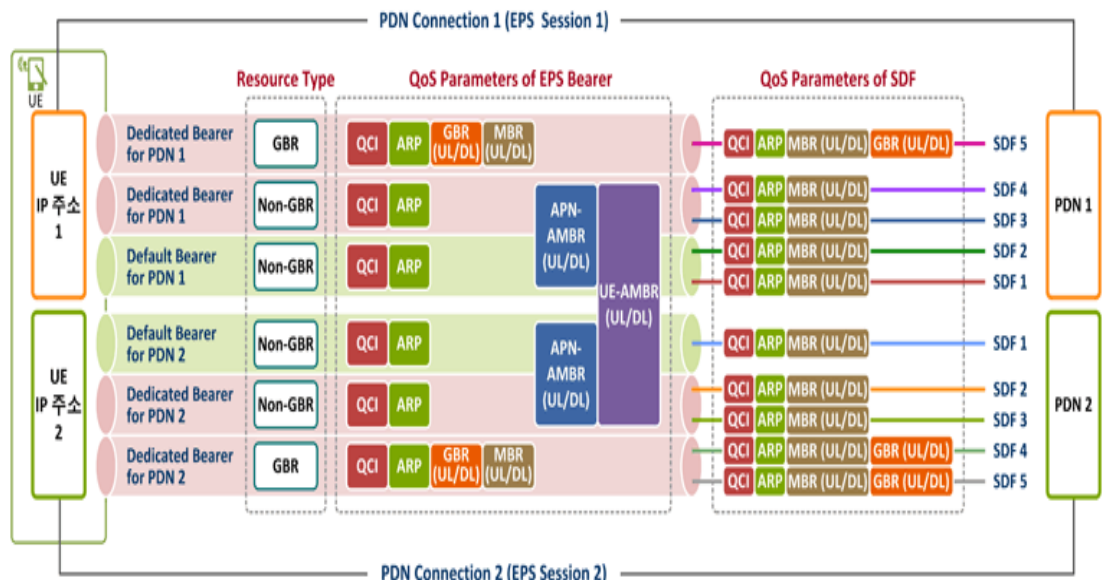 PDN Connection 1 (EPS Session 1)
UE
Resource Type
QoS Parameters of EPS Bearer
QoS Parameters of SDF
UE
IP 주소
1
Dedicated Bearer
for PDN 1
GBR
QCI
ARP
GBR
(UL/DL)
MBR
(UL/DL)
QCI
ARP
MBR (UL/DL)
GBR (UL/DL)
SDF 5
Dedicated Bearer
for PDN 1
Non-GBR
QCI
ARP
QCI
ARP
MBR (UL/DL)
SDF 4
QCI
ARP
MBR (UL/DL)
SDF 3
Default Bearer
for PDN 1
Non-GBR
QCI
ARP
APN-
AMBR
(UL/DL)
UE-AMBR
(UL/DL)
QCI
ARP
MBR (UL/DL)
SDF 2
QCI
ARP
MBR (UL/DL)
SDF 1
PDN 1
UE
IP 주소
2
Default Bearer
for PDN 2
Non-GBR
QCI
ARP
APN-
AMBR
(UL/DL)
QCI
ARP
MBR (UL/DL)
SDF 1
Dedicated Bearer
for PDN 2
Non-GBR
QCI
ARP
QCI
ARP
MBR (UL/DL)
SDF 2
QCI
ARP
MBR (UL/DL)
SDF 3
Dedicated Bearer
for PDN 2
GBR
QCI
ARP
GBR
(UL/DL)
MBR
(UL/DL)
QCI
ARP
MBR (UL/DL)
GBR (UL/DL)
SDF 4
QCI
ARP
MBR (UL/DL)
GBR (UL/DL)
SDF 5
PDN 2
PDN Connection 2 (EPS Session 2)